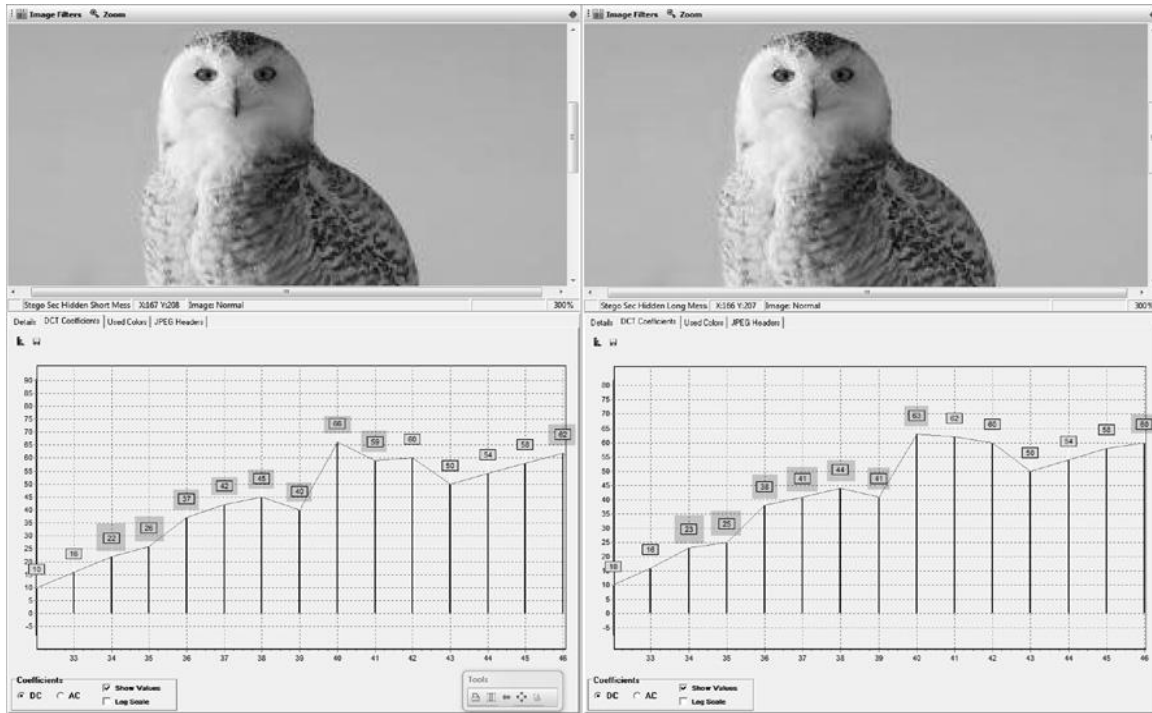 Image Filters Zoom
Stego Sec Hidden Short Mess X:167 Y:208 Image: Normal 300%
Details DCT Coefficients Used Colors JPEG Headers
90
85
80
75
70
65
60
55
50
45
40
35
30
25
20
15
10
5
0
-5
10 16 22 26 37 42 45 40 66 59 60 50 54 58 62
33 34 35 36 37 38 39 40 41 42 43 44 45 46
Coefficients
DC AC Show Values
Log Scale
Tools
Image Filters Zoom
Stego Sec Hidden Long Mess X:166 Y:207 Image: Normal 300%
Details DCT Coefficients Used Colors JPEG Headers
80
75
70
65
60
55
50
45
40
35
30
25
20
15
10
5
0
-5
10 16 23 25 38 41 44 41 63 62 60 50 54 58 60
33 34 35 36 37 38 39 40 41 42 43 44 45 46
Coefficients
DC AC Show Values
Log Scale